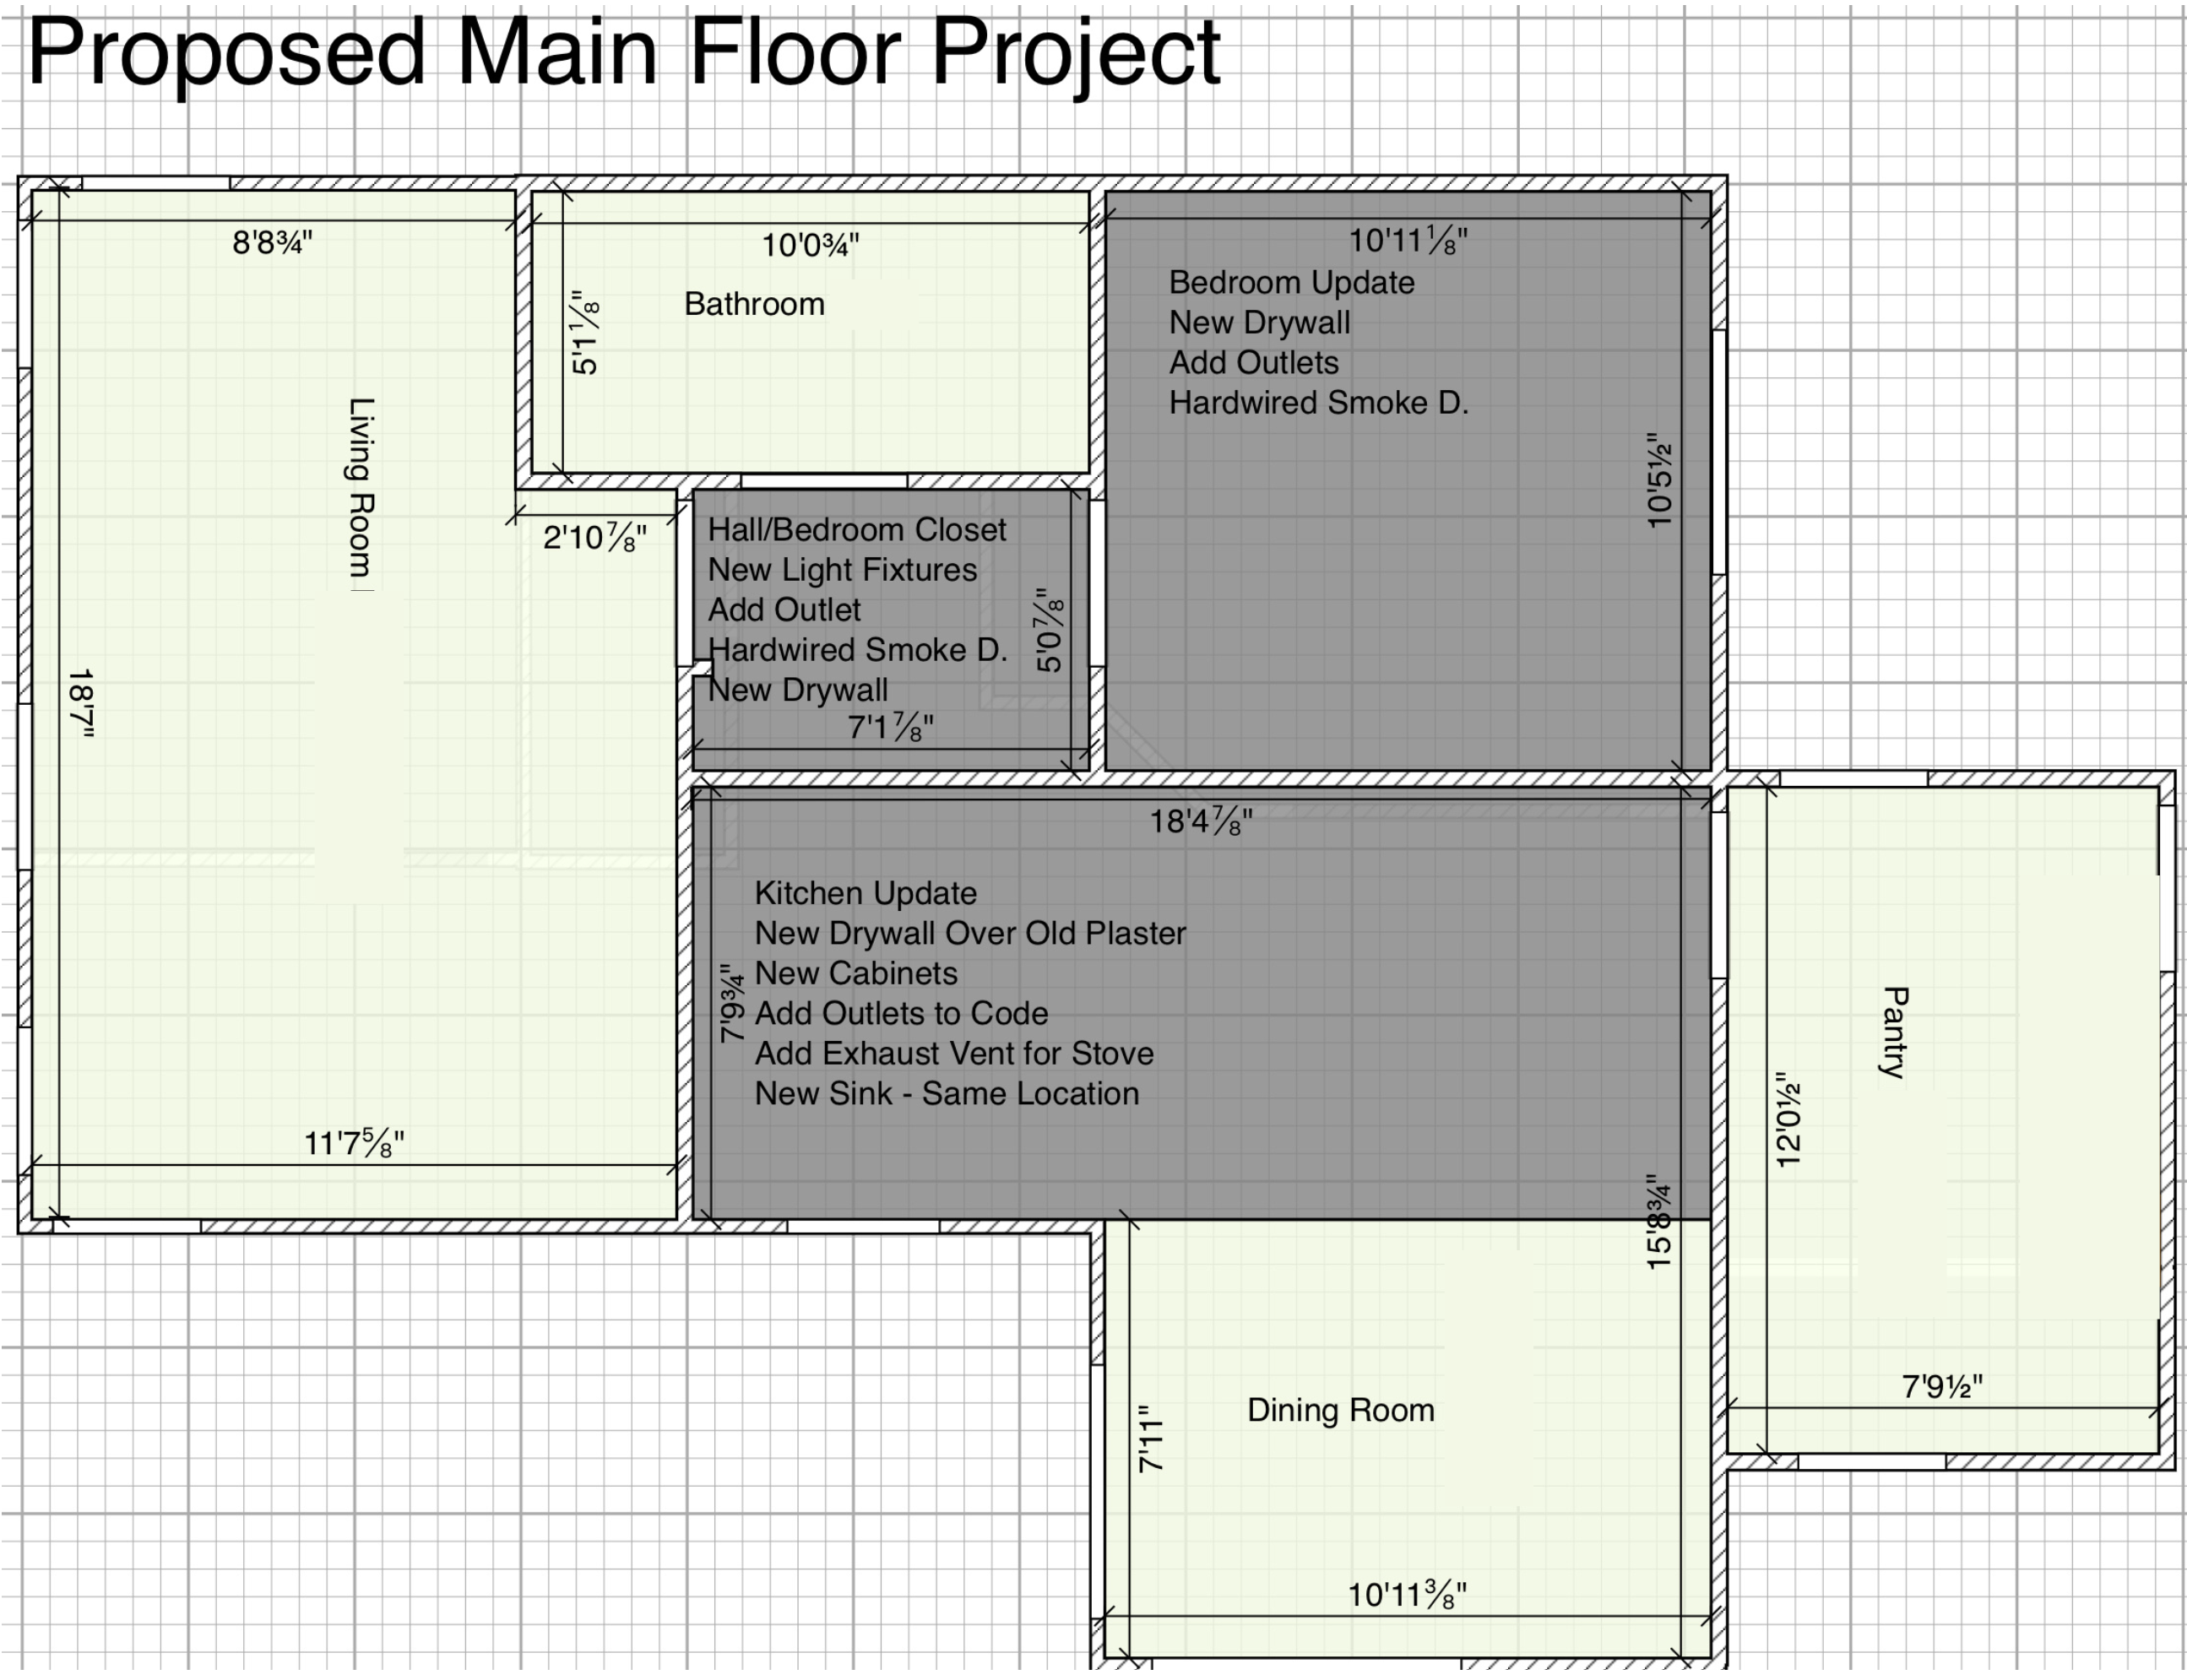 Proposed Main Floor Project
8'8¾"
10'0¾"
10'11⅛"
Bathroom
5'1⅛"
Bedroom Update
New Drywall
Add Outlets
Hardwired Smoke D.
10'5½"
Living Room
2'10⅞"
Hall/Bedroom Closet
New Light Fixtures
Add Outlet
Hardwired Smoke D.
New Drywall
5'0⅞"
7'1⅞"
18'7"
18'4⅞"
Kitchen Update
New Drywall Over Old Plaster
New Cabinets
Add Outlets to Code
Add Exhaust Vent for Stove
New Sink - Same Location
7'9¾"
Pantry
12'0½"
11'7⅝"
15'8¾"
7'9½"
Dining Room
7'11"
10'11⅜"